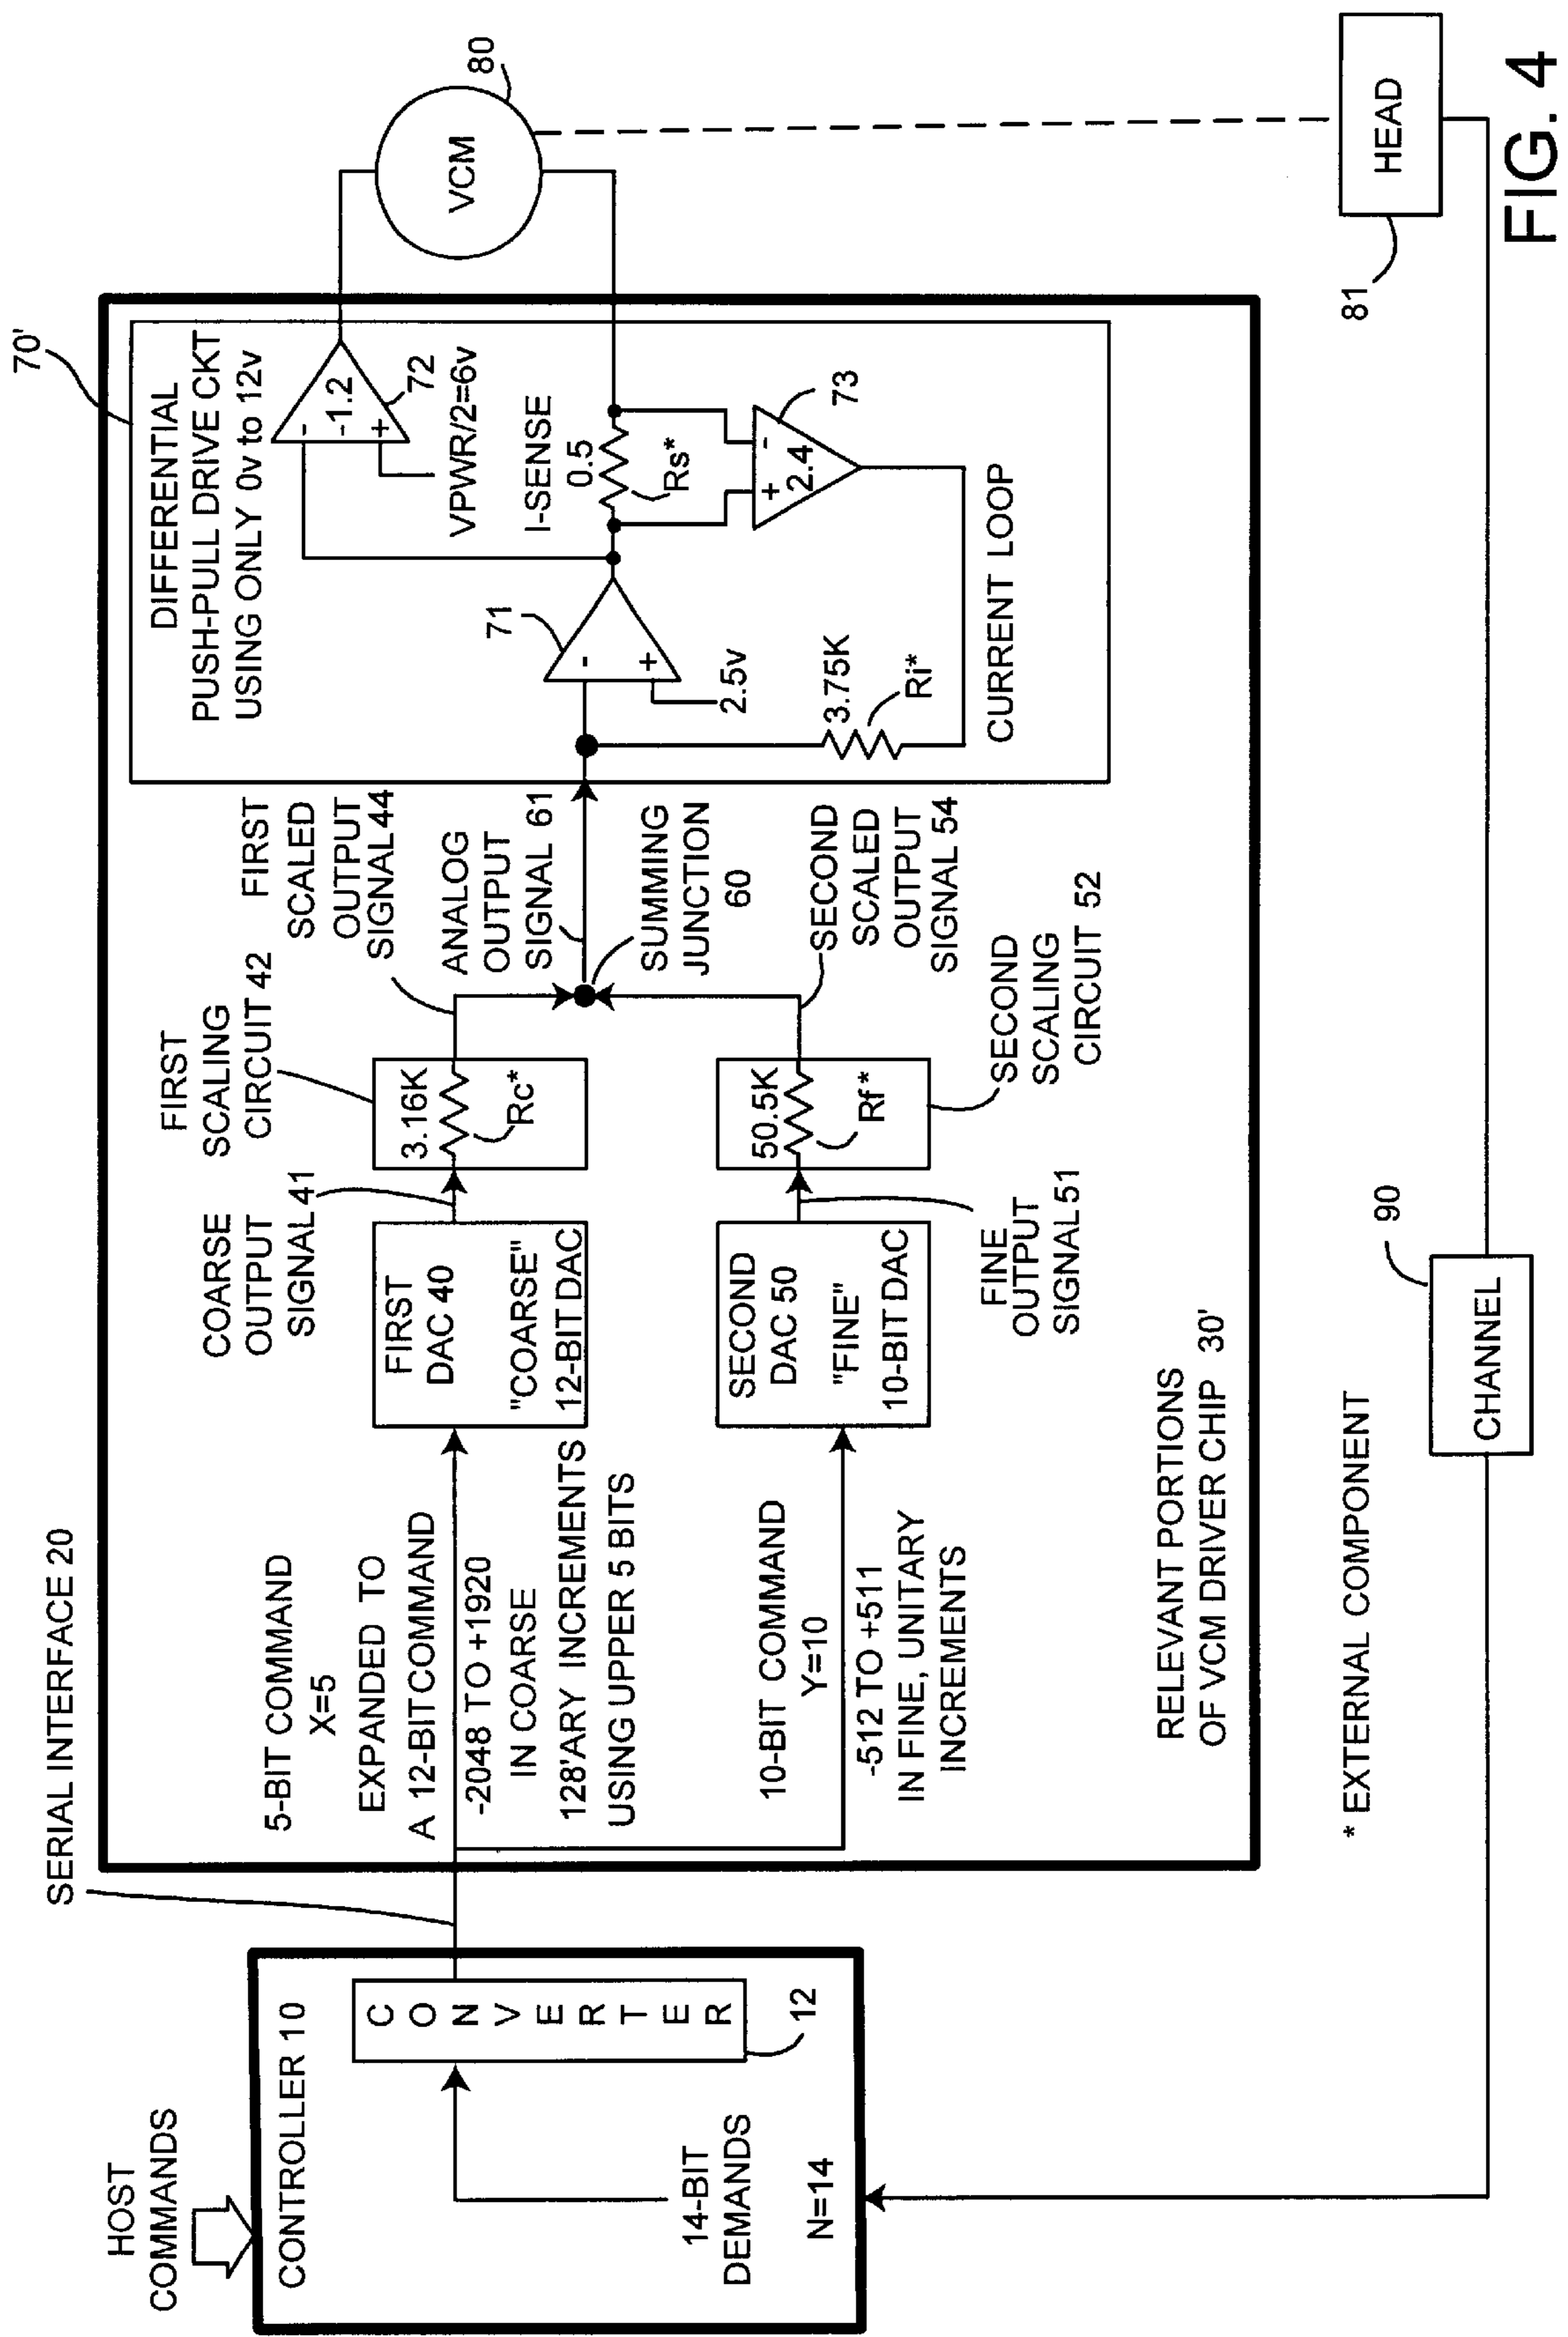 HOST
COMMANDS
CONTROLLER 10
CONVERTER
12
14-BIT
DEMANDS
N=14
SERIAL INTERFACE 20
5-BIT COMMAND
X=5
EXPANDED TO
A 12-BIT COMMAND
-2048 TO +1920
IN COARSE
128'ARY INCREMENTS
USING UPPER 5 BITS
10-BIT COMMAND
Y=10
-512 TO +511
IN FINE, UNITARY
INCREMENTS
RELEVANT PORTIONS
OF VCM DRIVER CHIP 30'
COARSE
OUTPUT
SIGNAL 41
FIRST
DAC 40
"COARSE"
12-BIT DAC
SECOND
DAC 50
"FINE"
10-BIT DAC
FINE
OUTPUT
SIGNAL 51
FIRST
SCALING
CIRCUIT 42
3.16K
Rc*
50.5K
Rf*
SECOND
SCALING
CIRCUIT 52
FIRST
SCALED
OUTPUT
SIGNAL 44
ANALOG
OUTPUT
SIGNAL 61
SUMMING
JUNCTION
60
SECOND
SCALED
OUTPUT
SIGNAL 54
70'
DIFFERENTIAL
PUSH-PULL DRIVE CKT
USING ONLY 0v to 12v
71
-
+
2.5v
3.75K
Ri*
CURRENT LOOP
-
-1.2
+
72
VPWR/2=6v
I-SENSE
0.5
Rs*
+
-
2.4
73
VCM
80
HEAD
81
CHANNEL
90
* EXTERNAL COMPONENT
FIG. 4